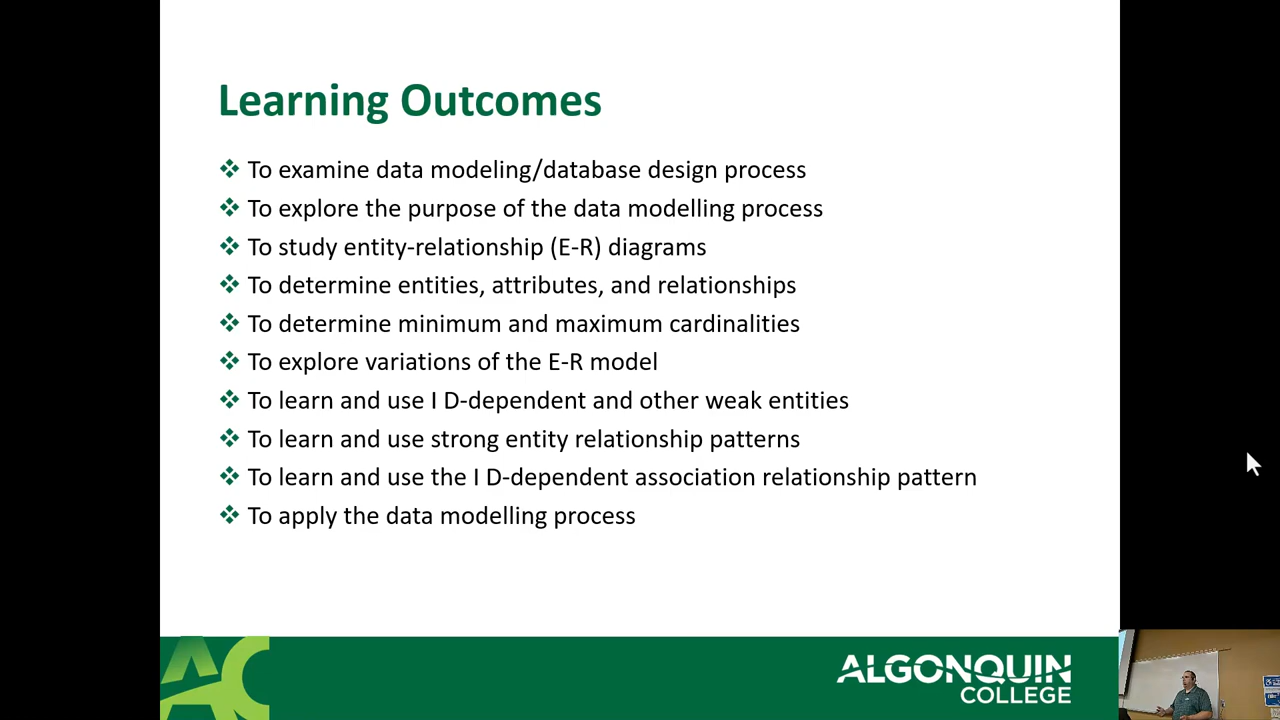 Learning Outcomes
To examine data modeling/database design process
To explore the purpose of the data modelling process
To study entity-relationship (E-R) diagrams
To determine entities, attributes, and relationships
To determine minimum and maximum cardinalities
To explore variations of the E-R model
To learn and use I D-dependent and other weak entities
To learn and use strong entity relationship patterns
To learn and use the I D-dependent association relationship pattern
To apply the data modelling process
AC
ALGONQUIN
COLLEGE